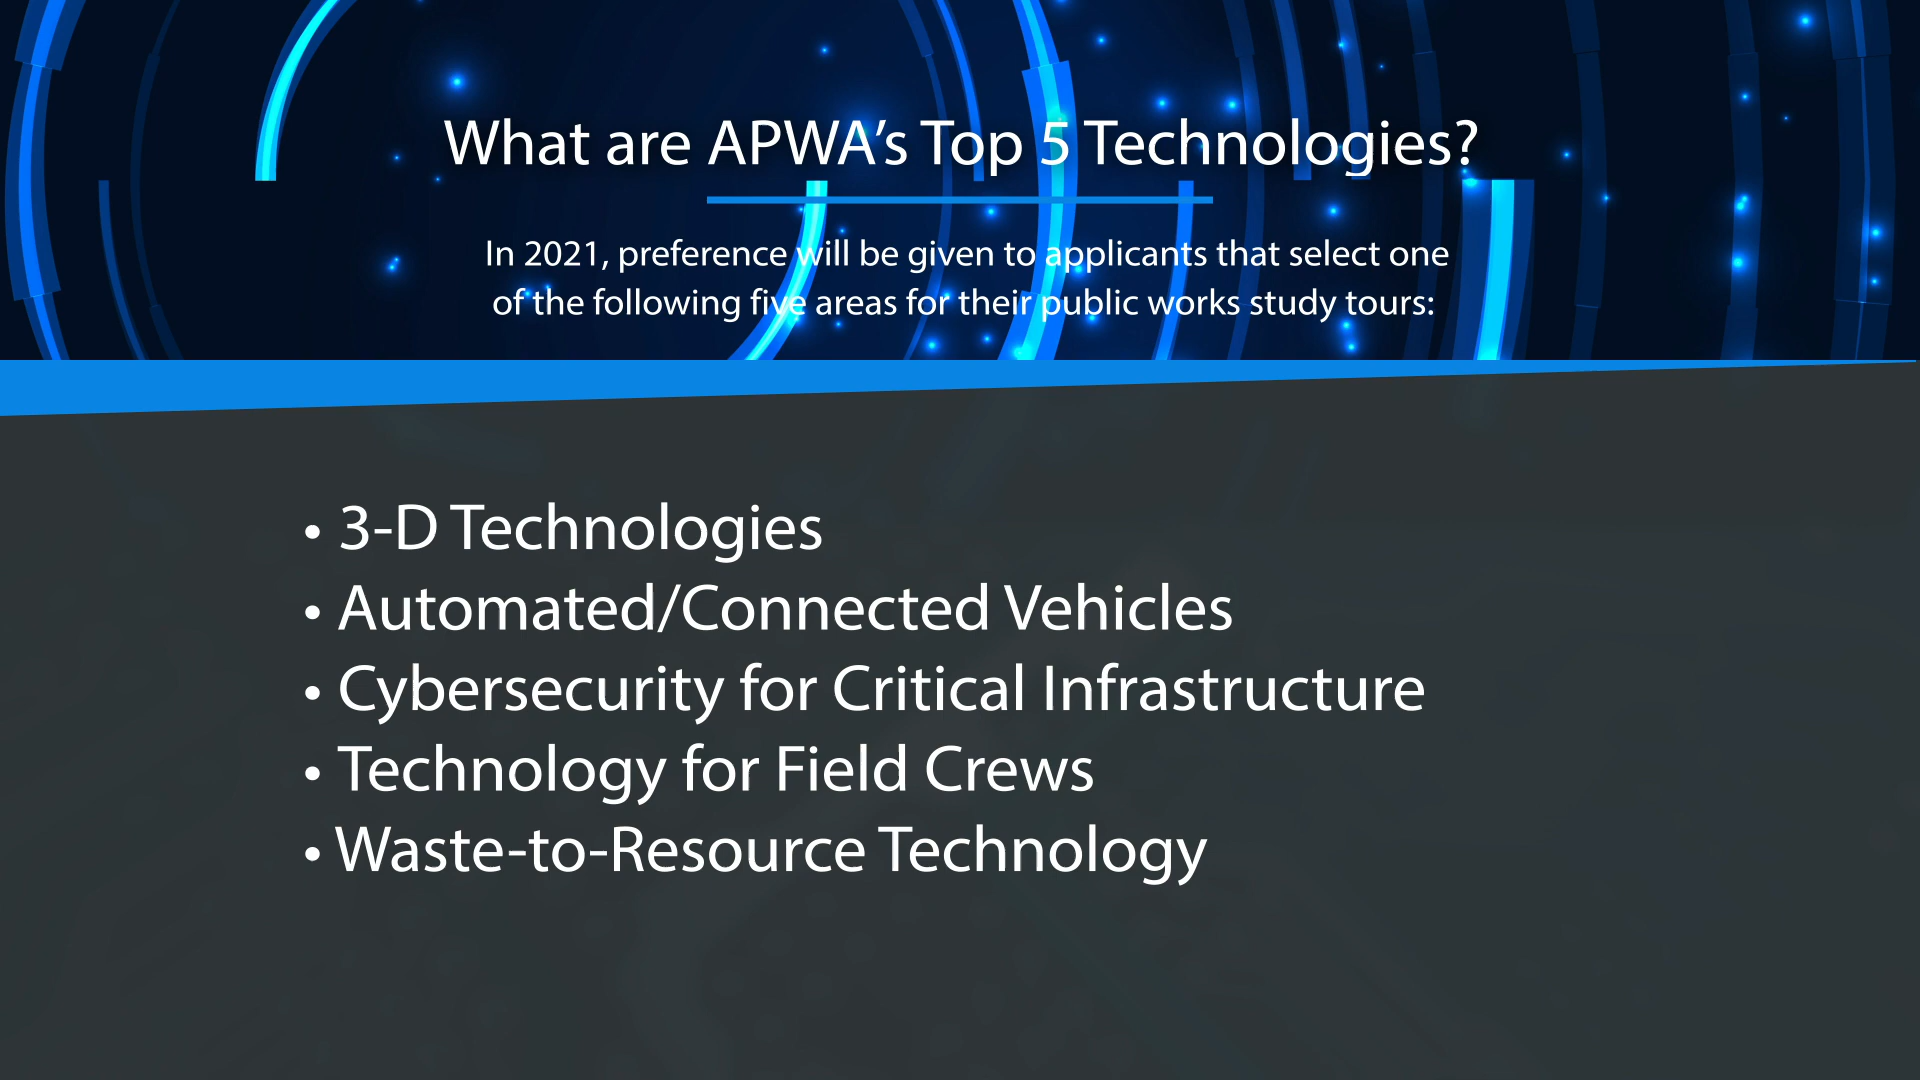 What are APWA’s Top 5 Technologies?
In 2021, preference will be given to applicants that select one
of the following five areas for their public works study tours:
• 3-D Technologies
• Automated/Connected Vehicles
• Cybersecurity for Critical Infrastructure
• Technology for Field Crews
• Waste-to-Resource Technology